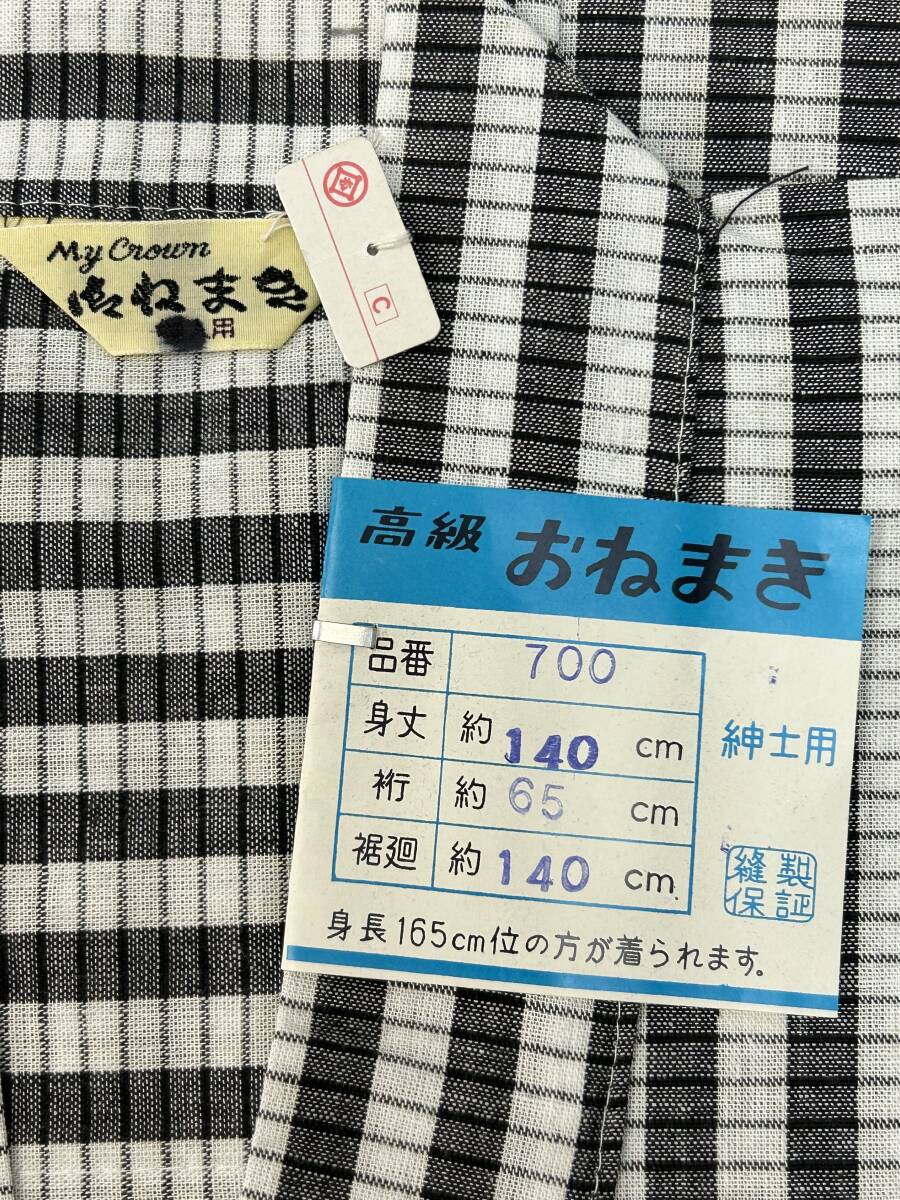 My Crown
御ねまき
用
C
高級 おねまき
品番 700
身丈 約 140 cm
裄 約 65 cm
裾廻 約 140 cm
紳士用
縫製
保証
身長165cm位の方が着られます。